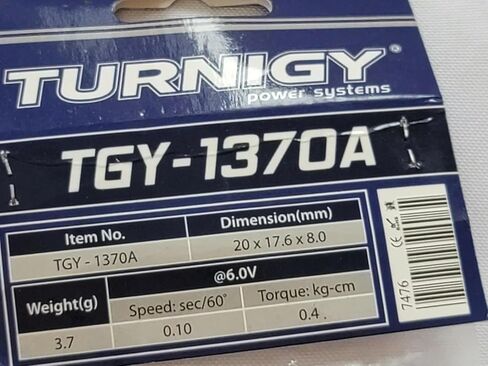 TURNIGY®
power systems
TGY-1370A
Item No. Dimension(mm)
TGY - 1370A 20 x 17.6 x 8.0
Weight(g) @6.0V
Speed: sec/60° Torque: kg-cm
3.7 0.10 0.4
7476
CE